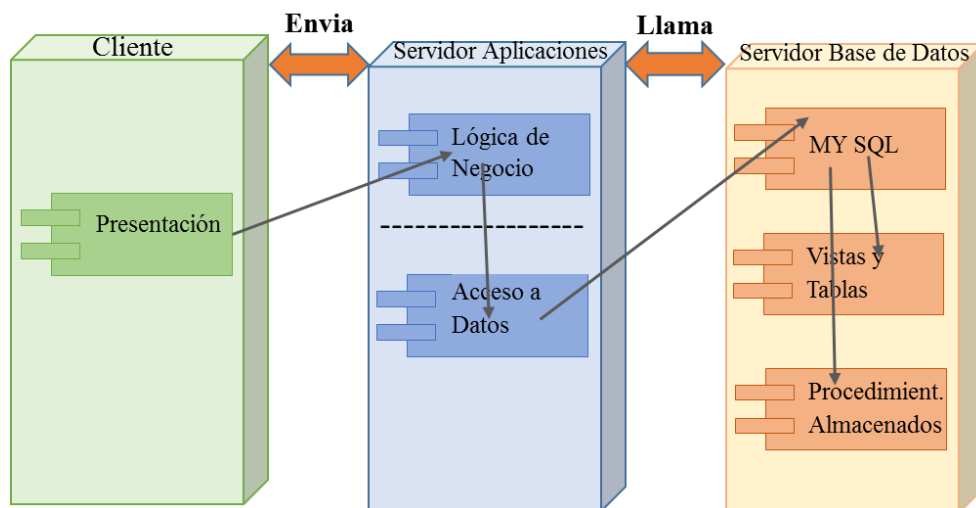 Envia
Llama
Cliente
Servidor Aplicaciones
Servidor Base de Datos
Presentación
Lógica de
Negocio
Acceso a
Datos
MY SQL
Vistas y
Tablas
Procedimient.
Almacenados